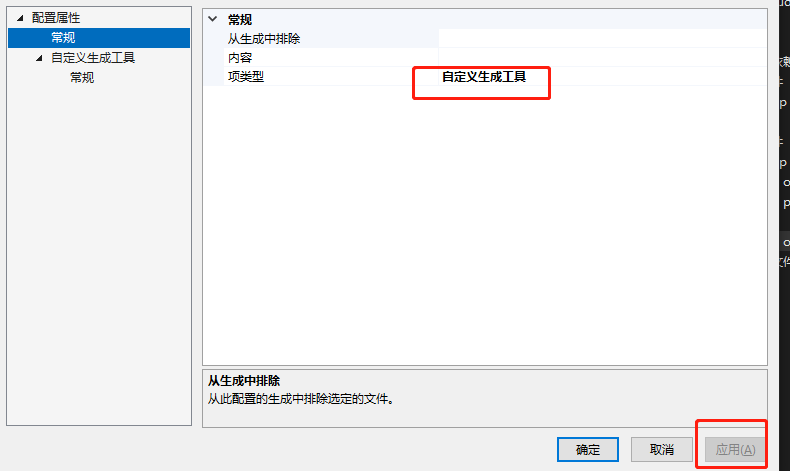 配置属性
常规
自定义生成工具
常规
常规
从生成中排除
内容
项类型 自定义生成工具
从生成中排除
从此配置的生成中排除选定的文件。
确定 取消 应用(A)